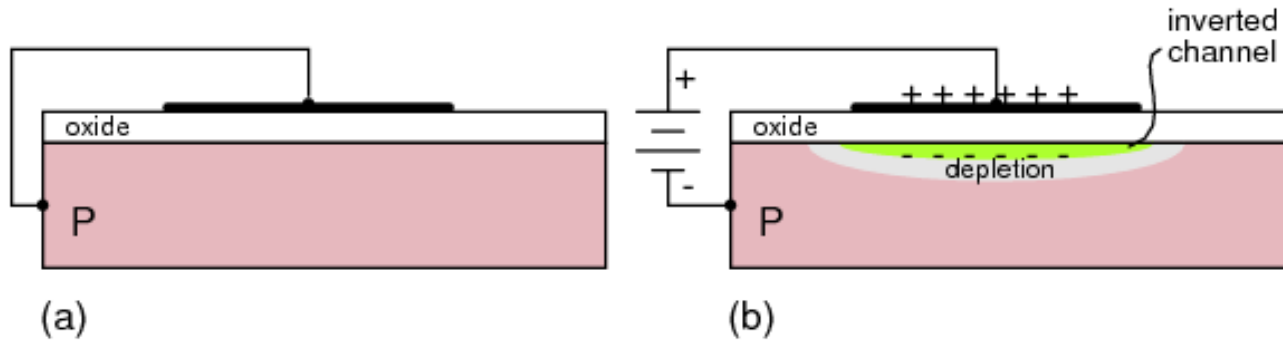 inverted
channel
+
+ + + + + +
oxide
oxide
- - - - - -
depletion
-
P
P
(a)
(b)